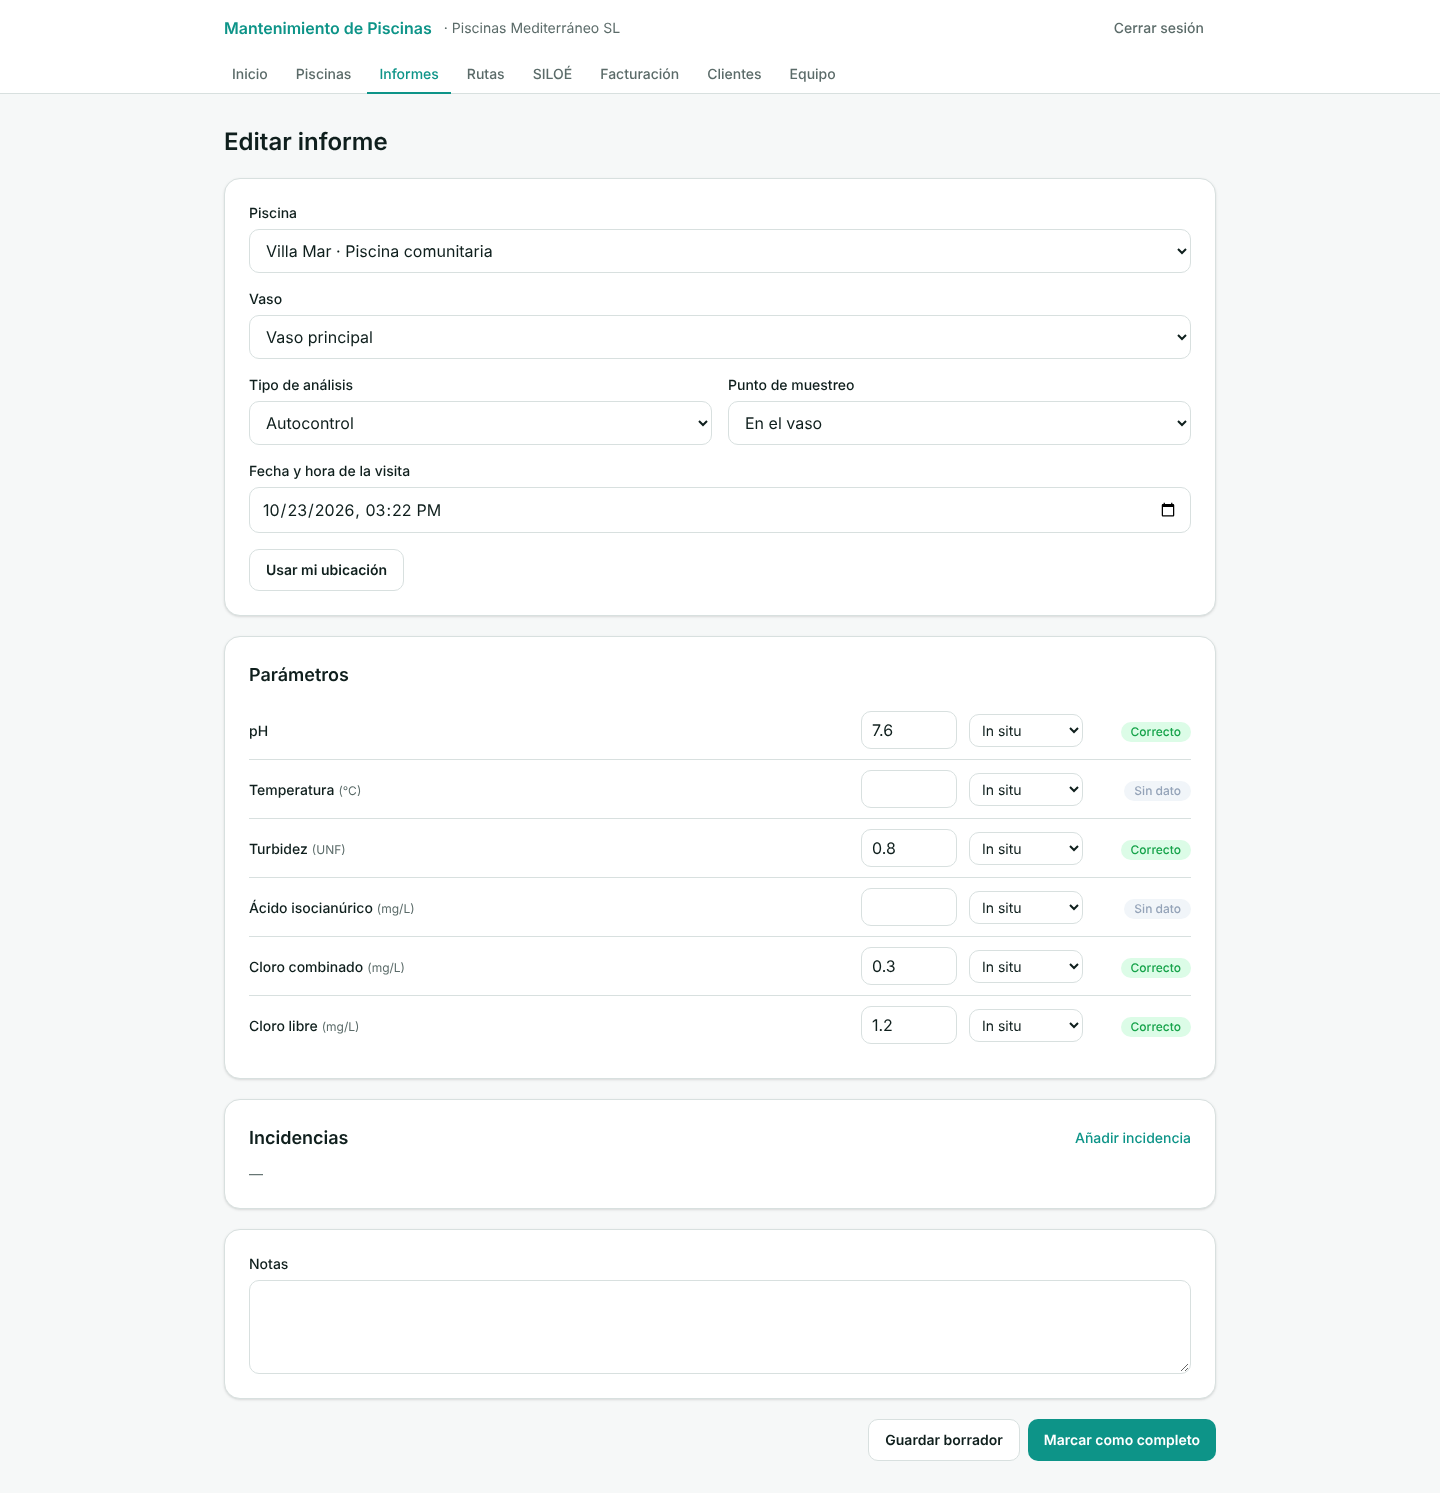 Mantenimiento de Piscinas · Piscinas Mediterráneo SL Cerrar sesión
Inicio Piscinas Informes Rutas SILOÉ Facturación Clientes Equipo
Editar informe
Piscina
Villa Mar · Piscina comunitaria
Vaso
Vaso principal
Tipo de análisis Punto de muestreo
Autocontrol En el vaso
Fecha y hora de la visita
10/23/2026, 03:22 PM
Usar mi ubicación
Parámetros
pH 7.6 In situ Correcto
Temperatura (°C) In situ Sin dato
Turbidez (UNF) 0.8 In situ Correcto
Ácido isocianúrico (mg/L) In situ Sin dato
Cloro combinado (mg/L) 0.3 In situ Correcto
Cloro libre (mg/L) 1.2 In situ Correcto
Incidencias Añadir incidencia
—
Notas
Guardar borrador Marcar como completo